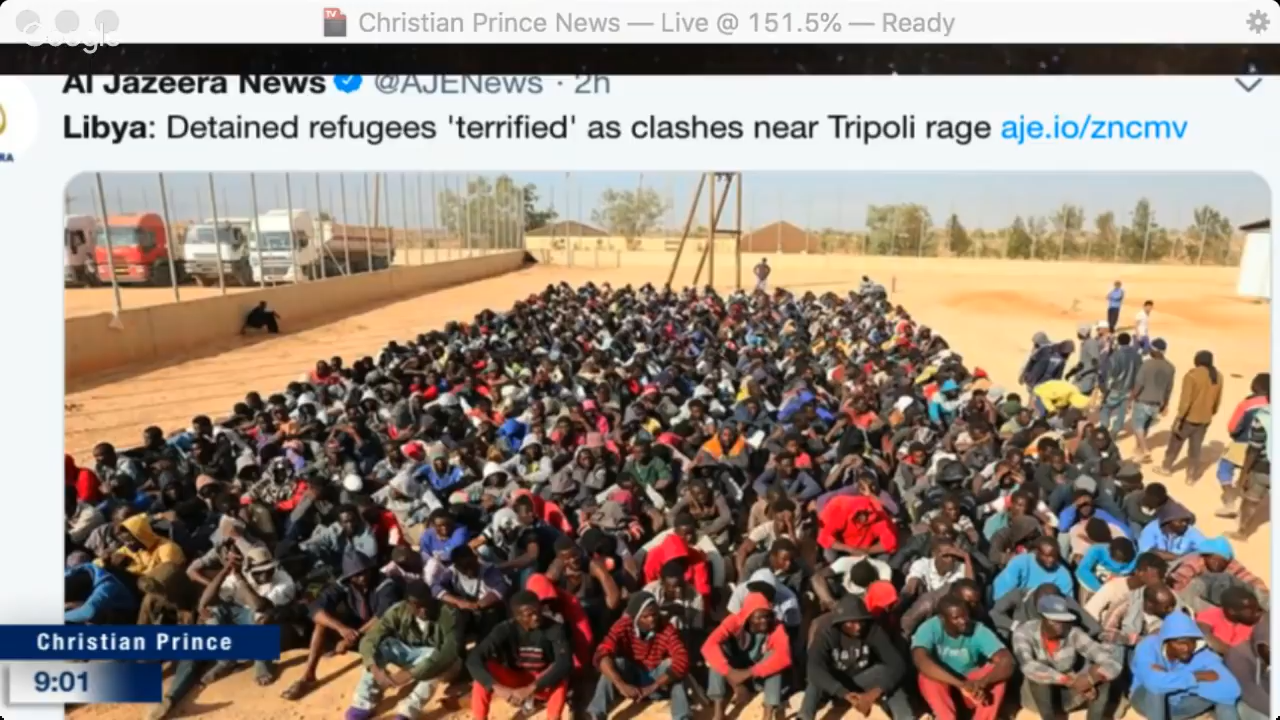 Christian Prince News — Live @ 151.5% — Ready
Google
Al Jazeera News @AJENews · 2h
Libya: Detained refugees 'terrified' as clashes near Tripoli rage aje.io/zncmv
Christian Prince
9:01